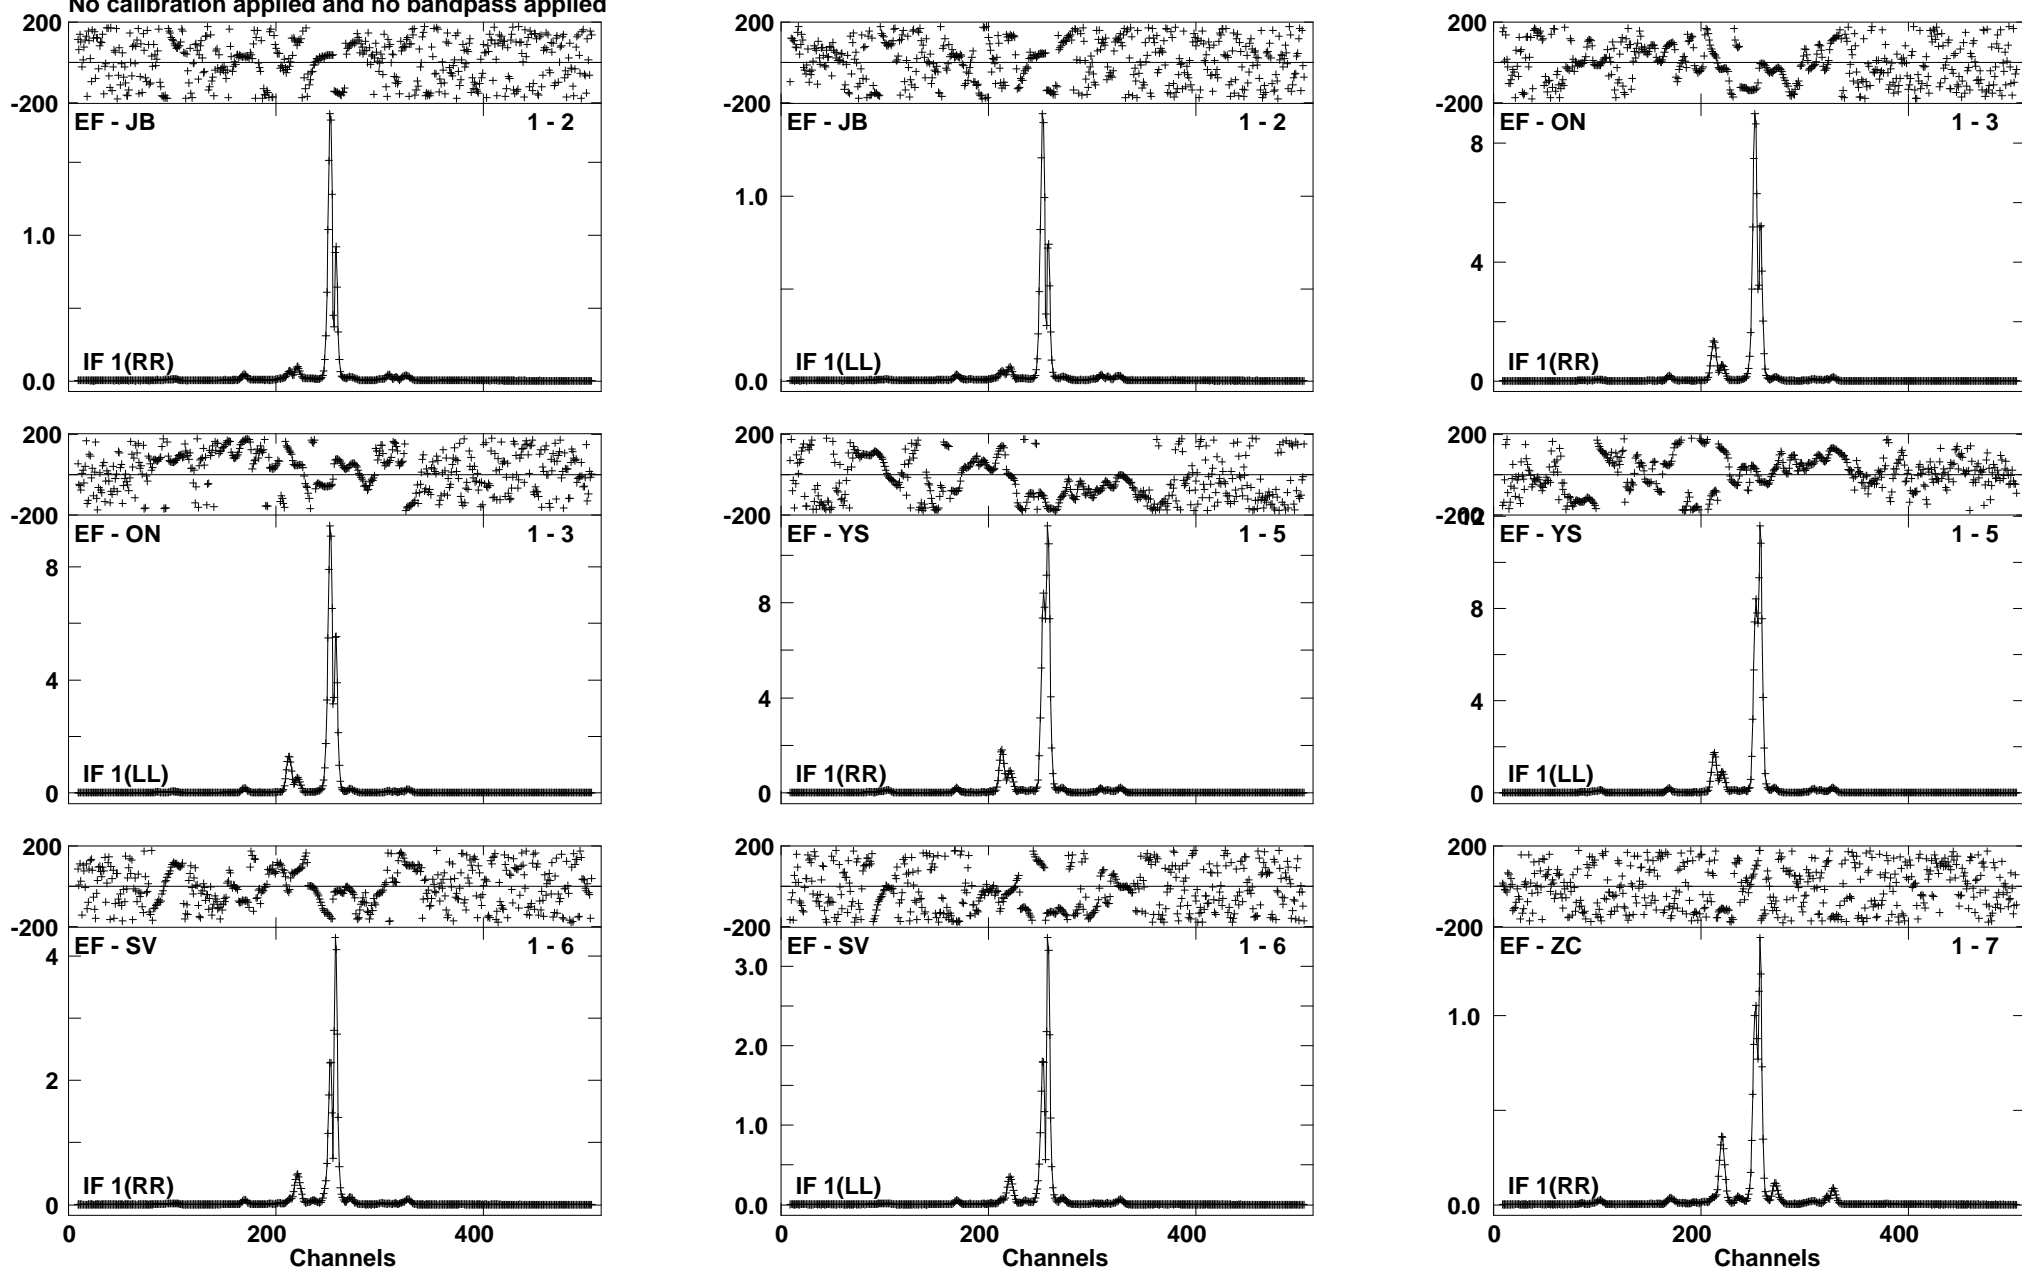 No calibration applied and no bandpass applied
200
-200
EF - JB 1 - 2
1.0
IF 1(RR)
0.0
200
-200
EF - JB 1 - 2
1.0
IF 1(LL)
0.0
200
-200
EF - ON 1 - 3
8
4
IF 1(RR)
0
200
-200
EF - ON 1 - 3
8
4
IF 1(LL)
0
200
-200
EF - YS 1 - 5
8
4
IF 1(RR)
0
200
-200
12
EF - YS 1 - 5
8
4
IF 1(LL)
0
200
-200
EF - SV 1 - 6
4
2
IF 1(RR)
0
0 200 400
Channels
200
-200
EF - SV 1 - 6
3.0
2.0
1.0
IF 1(LL)
0.0
0 200 400
Channels
200
-200
EF - ZC 1 - 7
1.0
IF 1(RR)
0.0
0 200 400
Channels